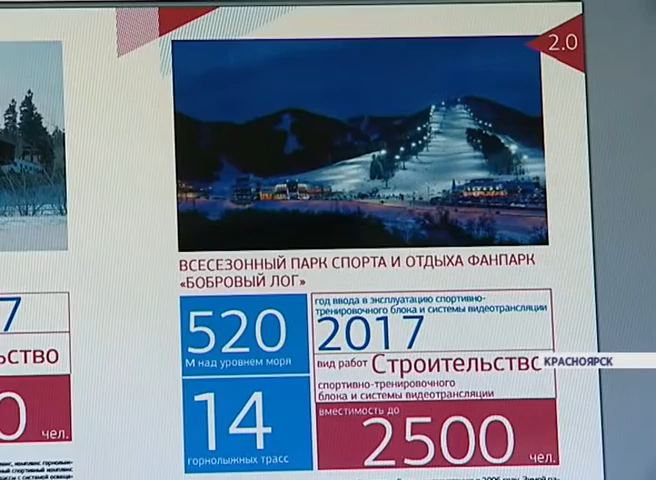 2.0
ВСЕСЕЗОННЫЙ ПАРК СПОРТА И ОТДЫХА ФАНПАРК
«БОБРОВЫЙ ЛОГ»
7
ьство
0 чел.
520
М над уровнем моря
14
горнолыжных трасс
год ввода в эксплуатацию спортивно-
тренировочного блока и системы видеотрансляции
2017
вид работ Строительство
спортивно-тренировочного
блока и системы видеотрансляции
вместимость до
2500 чел.
КРАСНОЯРСК